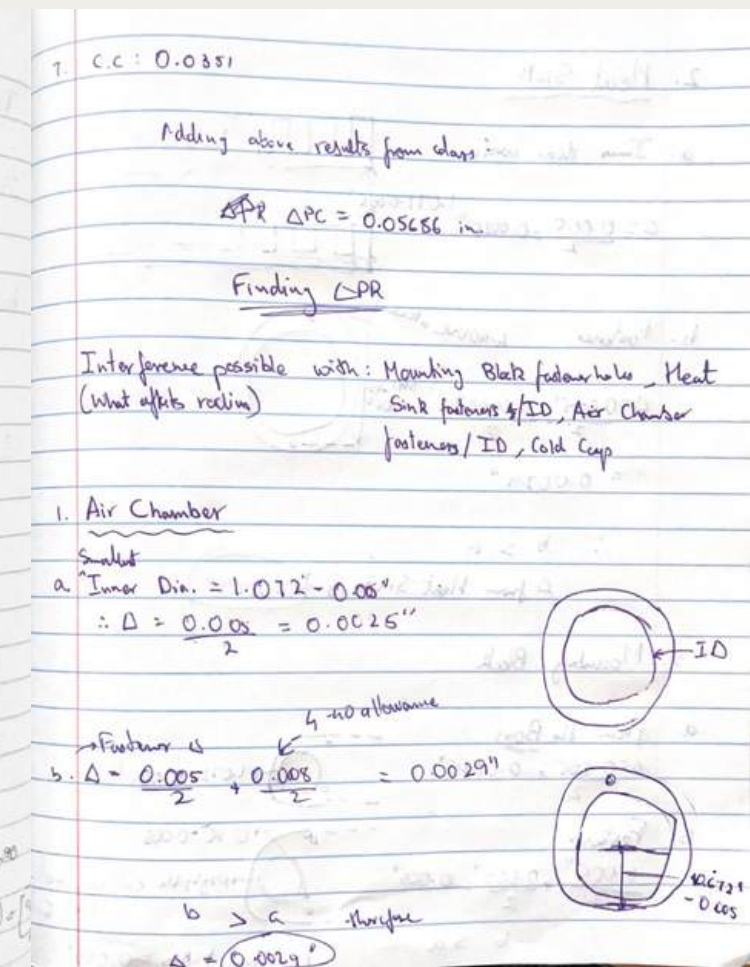 7. C.C : 0.0351
Adding above results from class :
ΔPC = 0.05686 in
Finding ΔPR
Interference possible with : Mounting Block fastener holes, Heat
(What affects radius) Sink fasteners /ID, Air Chamber
fasteners / ID, Cold Cup
1. Air Chamber
Smallest
a. Inner Dia. = 1.072 - 0.005"
∴ Δ = 0.005/2 = 0.0025"
ID
4-40 allowance
→Fastener
b. Δ = 0.005/2 + 0.008/2 = 0.0029"
- 0.005
b > a therefore
Δ = 0.0029"